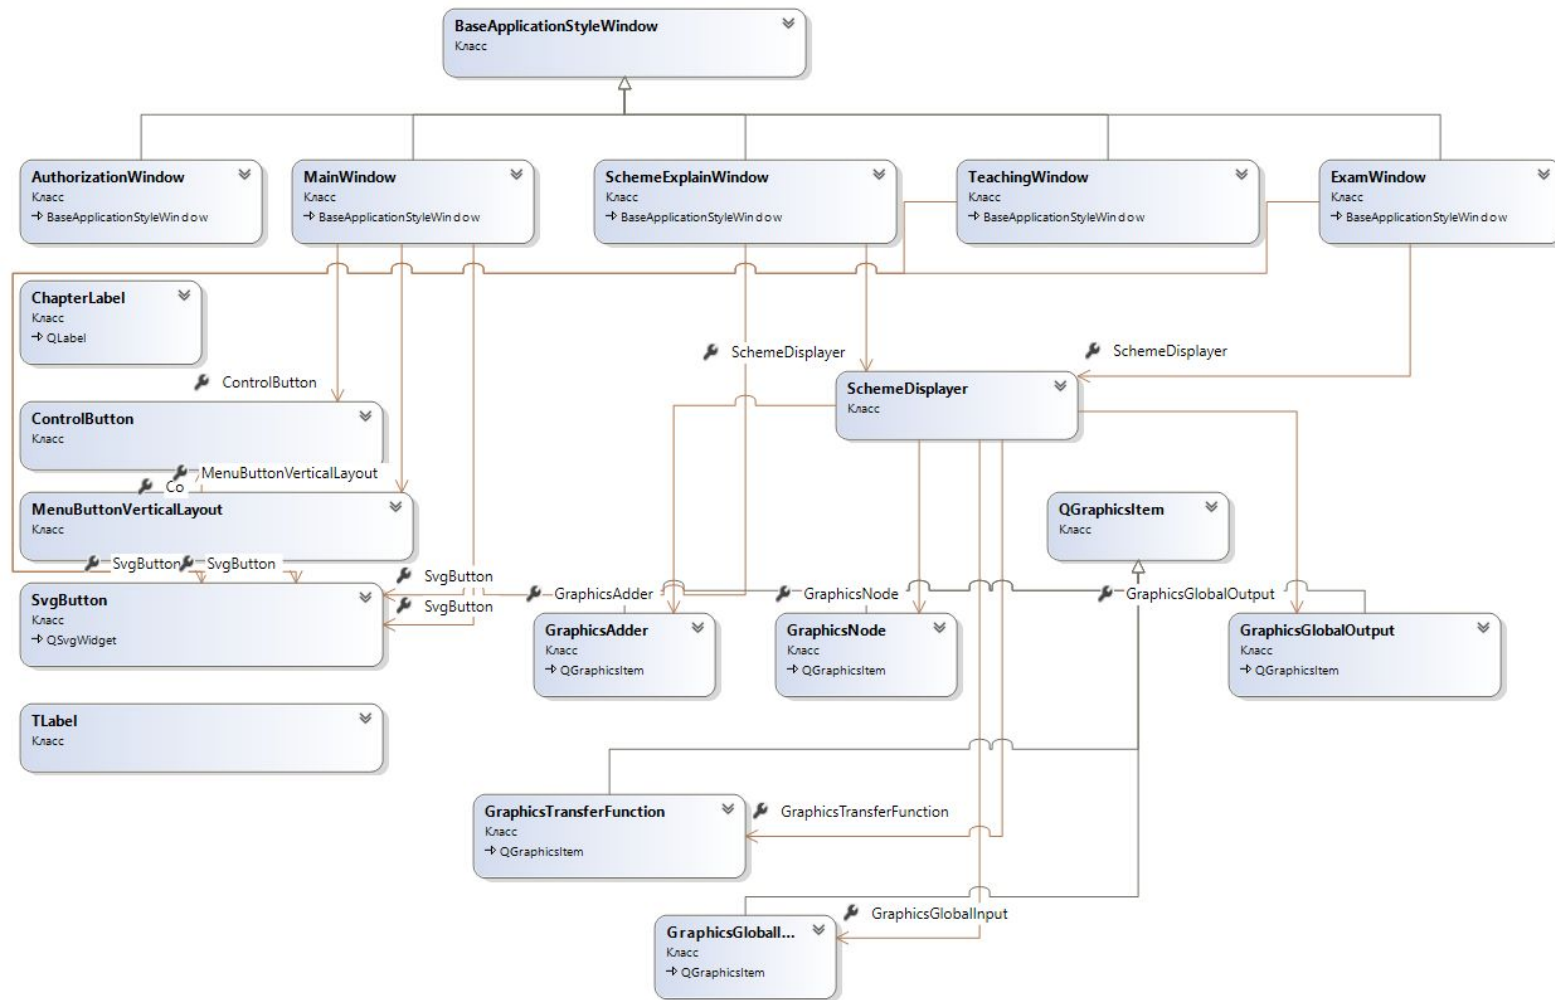 BaseApplicationStyleWindow
Класс
AuthorizationWindow
Класс
BaseApplicationStyleWindow
MainWindow
Класс
BaseApplicationStyleWindow
SchemeExplainWindow
Класс
BaseApplicationStyleWindow
TeachingWindow
Класс
BaseApplicationStyleWindow
ExamWindow
Класс
BaseApplicationStyleWindow
ChapterLabel
Класс
QLabel
SchemeDisplayer
SchemeDisplayer
ControlButton
SchemeDisplayer
Класс
ControlButton
Класс
MenuButtonVerticalLayout
Co
MenuButtonVerticalLayout
Класс
QGraphicsItem
Класс
SvgButton
SvgButton
SvgButton
SvgButton
SvgButton
Класс
QSvgWidget
GraphicsAdder
GraphicsNode
GraphicsGlobalOutput
GraphicsAdder
Класс
QGraphicsItem
GraphicsNode
Класс
QGraphicsItem
GraphicsGlobalOutput
Класс
QGraphicsItem
TLabel
Класс
GraphicsTransferFunction
Класс
QGraphicsItem
GraphicsTransferFunction
GraphicsGlobalInput
GraphicsGlobalI...
Класс
QGraphicsItem